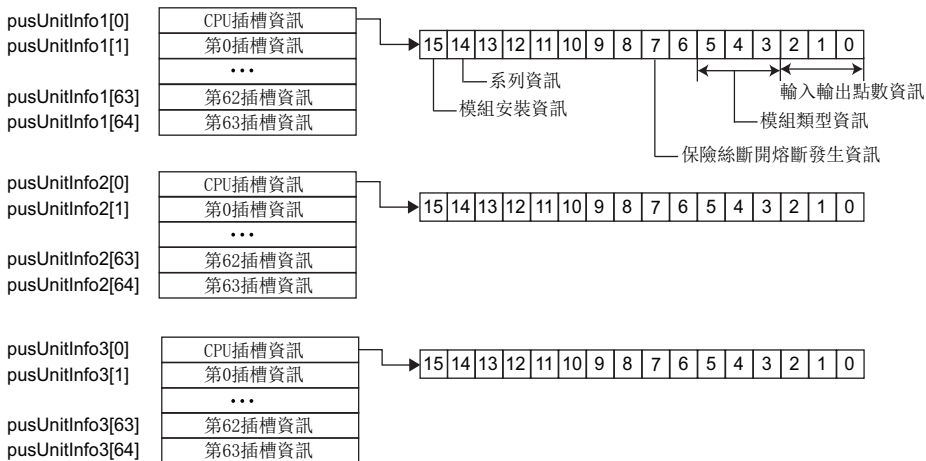 pusUnitInfo1[0] CPU插槽資訊
pusUnitInfo1[1] 第0插槽資訊
15 14 13 12 11 10 9 8 7 6 5 4 3 2 1 0
•••
系列資訊
輸入輸出點數資訊
pusUnitInfo1[63] 第62插槽資訊
模組安裝資訊
模組類型資訊
pusUnitInfo1[64] 第63插槽資訊
保險絲斷開熔斷發生資訊
pusUnitInfo2[0] CPU插槽資訊
pusUnitInfo2[1] 第0插槽資訊
15 14 13 12 11 10 9 8 7 6 5 4 3 2 1 0
•••
pusUnitInfo2[63] 第62插槽資訊
pusUnitInfo2[64] 第63插槽資訊
pusUnitInfo3[0] CPU插槽資訊
15 14 13 12 11 10 9 8 7 6 5 4 3 2 1 0
pusUnitInfo3[1] 第0插槽資訊
•••
pusUnitInfo3[63] 第62插槽資訊
pusUnitInfo3[64] 第63插槽資訊